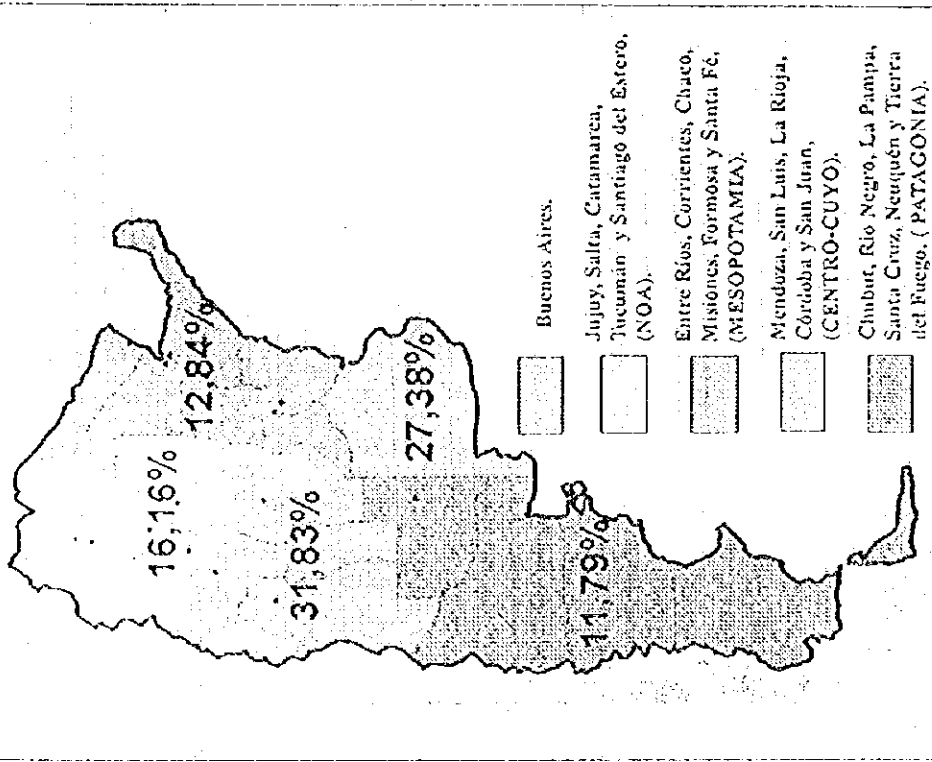 16,16%
12,84%
31,83%
27,38%
11,79%
Buenos Aires.
Jujuy, Salta, Catamarca,
Tucumán y Santiago del Estero,
(NOA).
Entre Ríos, Corrientes, Chaco,
Misiones, Formosa y Santa Fé,
(MESOPOTAMIA).
Mendoza, San Luis, La Rioja,
Córdoba y San Juan,
(CENTRO-CUYO).
Chubut, Río Negro, La Pampa,
Santa Cruz, Neuquén y Tierra
del Fuego. ( PATAGONIA).